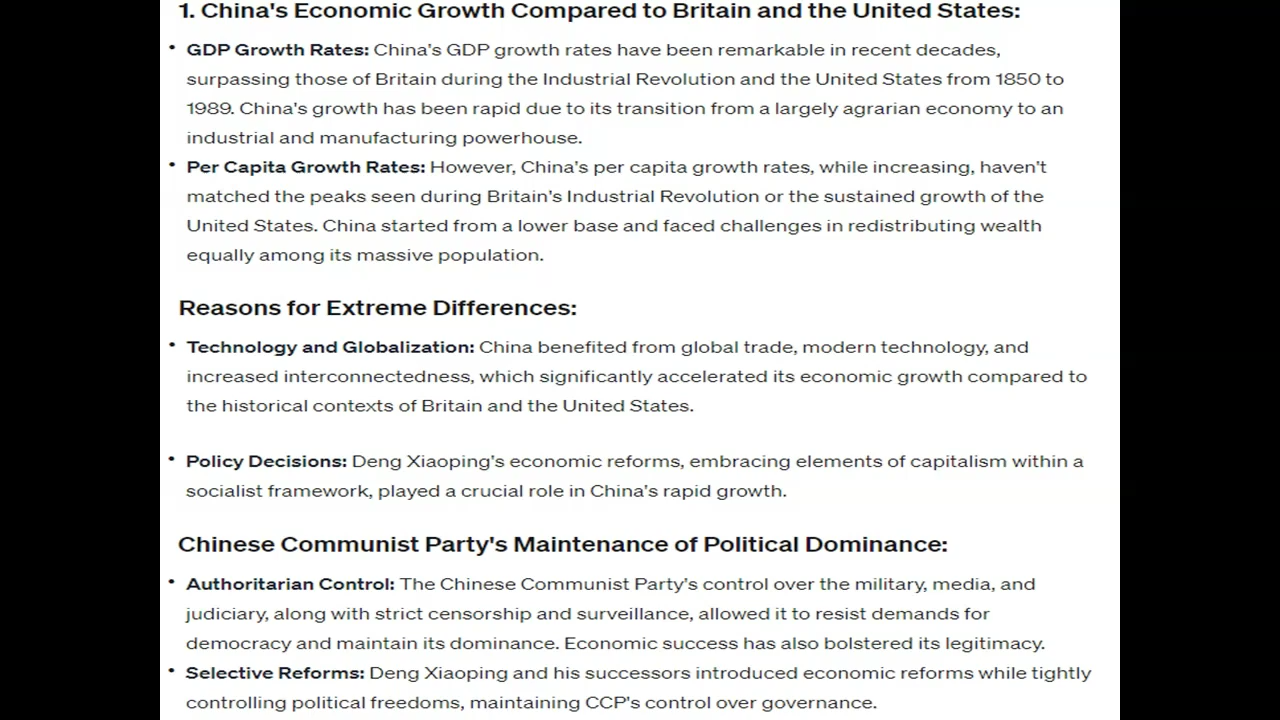 1. China's Economic Growth Compared to Britain and the United States:
• GDP Growth Rates: China's GDP growth rates have been remarkable in recent decades,
surpassing those of Britain during the Industrial Revolution and the United States from 1850 to
1989. China's growth has been rapid due to its transition from a largely agrarian economy to an
industrial and manufacturing powerhouse.
• Per Capita Growth Rates: However, China's per capita growth rates, while increasing, haven't
matched the peaks seen during Britain's Industrial Revolution or the sustained growth of the
United States. China started from a lower base and faced challenges in redistributing wealth
equally among its massive population.
Reasons for Extreme Differences:
• Technology and Globalization: China benefited from global trade, modern technology, and
increased interconnectedness, which significantly accelerated its economic growth compared to
the historical contexts of Britain and the United States.
• Policy Decisions: Deng Xiaoping's economic reforms, embracing elements of capitalism within a
socialist framework, played a crucial role in China's rapid growth.
Chinese Communist Party's Maintenance of Political Dominance:
• Authoritarian Control: The Chinese Communist Party's control over the military, media, and
judiciary, along with strict censorship and surveillance, allowed it to resist demands for
democracy and maintain its dominance. Economic success has also bolstered its legitimacy.
• Selective Reforms: Deng Xiaoping and his successors introduced economic reforms while tightly
controlling political freedoms, maintaining CCP's control over governance.